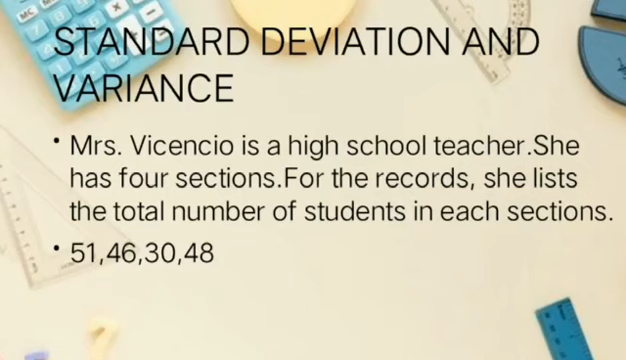 STANDARD DEVIATION AND
VARIANCE
• Mrs. Vicencio is a high school teacher.She
has four sections.For the records, she lists
the total number of students in each sections.
• 51,46,30,48